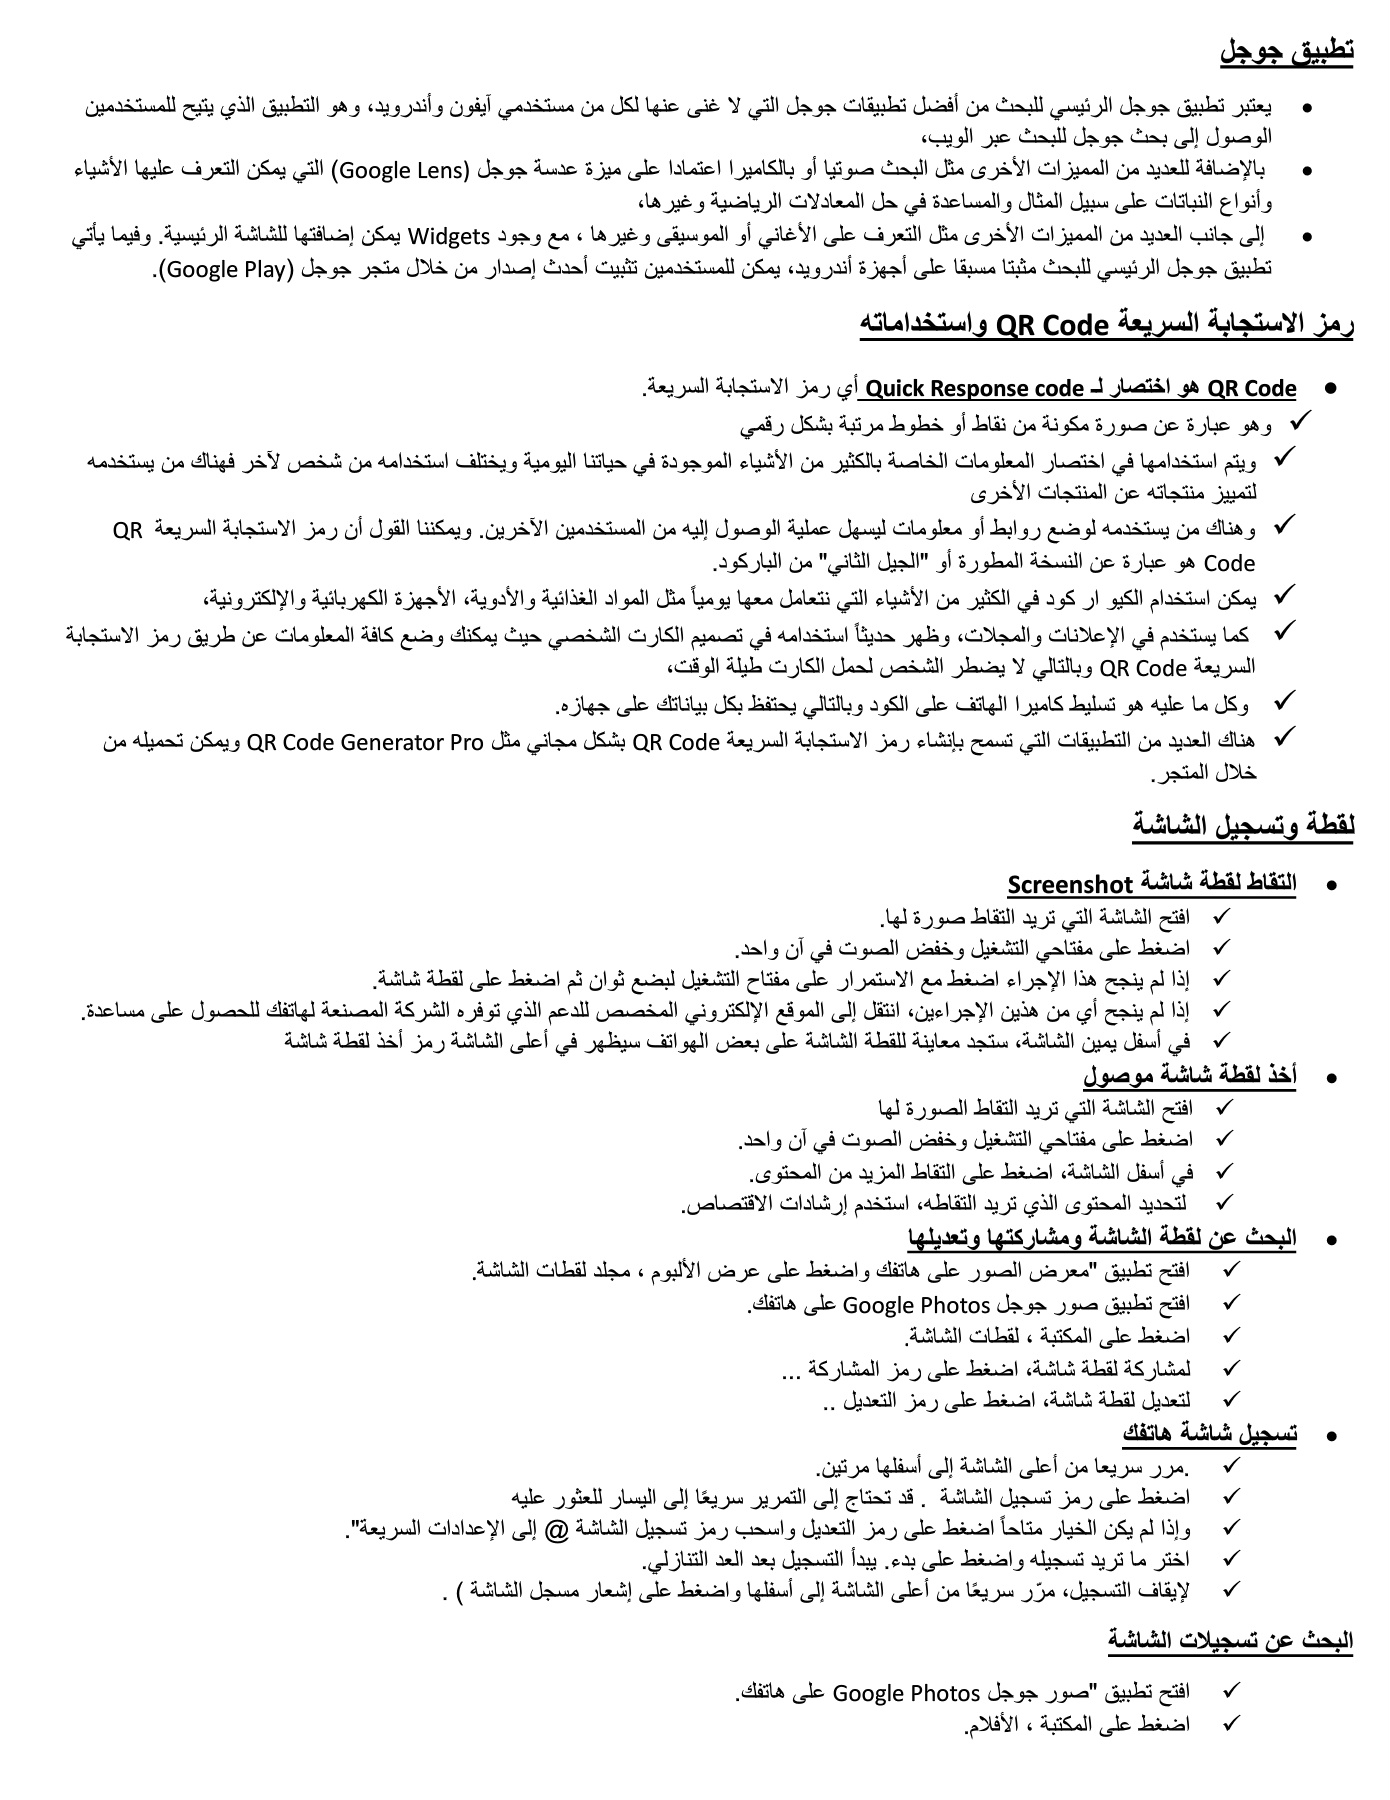 تطبيق جوجل
• يعتبر تطبيق جوجل الرئيسي للبحث من أفضل تطبيقات جوجل التي لا غنى عنها لكل من مستخدمي آيفون وأندرويد، وهو التطبيق الذي يتيح للمستخدمين
الوصول إلى بحث جوجل للبحث عبر الويب،
• بالإضافة للعديد من المميزات الأخرى مثل البحث صوتيا أو بالكاميرا اعتمادا على ميزة عدسة جوجل (Google Lens) التي يمكن التعرف عليها الأشياء
وأنواع النباتات على سبيل المثال والمساعدة في حل المعادلات الرياضية وغيرها،
• إلى جانب العديد من المميزات الأخرى مثل التعرف على الأغاني أو الموسيقى وغيرها ، مع وجود Widgets يمكن إضافتها للشاشة الرئيسية. وفيما يأتي
تطبيق جوجل الرئيسي للبحث مثبتا مسبقا على أجهزة أندرويد، يمكن للمستخدمين تثبيت أحدث إصدار من خلال متجر جوجل (Google Play).
رمز الاستجابة السريعة QR Code واستخداماته
• QR Code هو اختصار لـ Quick Response code أي رمز الاستجابة السريعة.
✓ وهو عبارة عن صورة مكونة من نقاط أو خطوط مرتبة بشكل رقمي
✓ ويتم استخدامها في اختصار المعلومات الخاصة بالكثير من الأشياء الموجودة في حياتنا اليومية ويختلف استخدامه من شخص لآخر فهناك من يستخدمه
لتمييز منتجاته عن المنتجات الأخرى
✓ وهناك من يستخدمه لوضع روابط أو معلومات ليسهل عملية الوصول إليه من المستخدمين الآخرين. ويمكننا القول أن رمز الاستجابة السريعة QR
Code هو عبارة عن النسخة المطورة أو "الجيل الثاني" من الباركود.
✓ يمكن استخدام الكيو ار كود في الكثير من الأشياء التي نتعامل معها يومياً مثل المواد الغذائية والأدوية، الأجهزة الكهربائية والإلكترونية،
✓ كما يستخدم في الإعلانات والمجلات، وظهر حديثاً استخدامه في تصميم الكارت الشخصي حيث يمكنك وضع كافة المعلومات عن طريق رمز الاستجابة
السريعة QR Code وبالتالي لا يضطر الشخص لحمل الكارت طيلة الوقت،
✓ وكل ما عليه هو تسليط كاميرا الهاتف على الكود وبالتالي يحتفظ بكل بياناتك على جهازه.
✓ هناك العديد من التطبيقات التي تسمح بإنشاء رمز الاستجابة السريعة QR Code بشكل مجاني مثل QR Code Generator Pro ويمكن تحميله من
خلال المتجر.
لقطة وتسجيل الشاشة
• التقاط لقطة شاشة Screenshot
✓ افتح الشاشة التي تريد التقاط صورة لها.
✓ اضغط على مفتاحي التشغيل وخفض الصوت في آن واحد.
✓ إذا لم ينجح هذا الإجراء اضغط مع الاستمرار على مفتاح التشغيل لبضع ثوان ثم اضغط على لقطة شاشة.
✓ إذا لم ينجح أي من هذين الإجراءين، انتقل إلى الموقع الإلكتروني المخصص للدعم الذي توفره الشركة المصنعة لهاتفك للحصول على مساعدة.
✓ في أسفل يمين الشاشة، ستجد معاينة للقطة الشاشة على بعض الهواتف سيظهر في أعلى الشاشة رمز أخذ لقطة شاشة
• أخذ لقطة شاشة موصول
✓ افتح الشاشة التي تريد التقاط الصورة لها
✓ اضغط على مفتاحي التشغيل وخفض الصوت في آن واحد.
✓ في أسفل الشاشة، اضغط على التقاط المزيد من المحتوى.
✓ لتحديد المحتوى الذي تريد التقاطه، استخدم إرشادات الاقتصاص.
• البحث عن لقطة الشاشة ومشاركتها وتعديلها
✓ افتح تطبيق "معرض الصور على هاتفك واضغط على عرض الألبوم ، مجلد لقطات الشاشة.
✓ افتح تطبيق صور جوجل Google Photos على هاتفك.
✓ اضغط على المكتبة ، لقطات الشاشة.
✓ لمشاركة لقطة شاشة، اضغط على رمز المشاركة ...
✓ لتعديل لقطة شاشة، اضغط على رمز التعديل ..
• تسجيل شاشة هاتفك
✓ .مرر سريعا من أعلى الشاشة إلى أسفلها مرتين.
✓ اضغط على رمز تسجيل الشاشة . قد تحتاج إلى التمرير سريعًا إلى اليسار للعثور عليه
✓ وإذا لم يكن الخيار متاحاً اضغط على رمز التعديل واسحب رمز تسجيل الشاشة @ إلى الإعدادات السريعة".
✓ اختر ما تريد تسجيله واضغط على بدء. يبدأ التسجيل بعد العد التنازلي.
✓ لإيقاف التسجيل، مرّر سريعًا من أعلى الشاشة إلى أسفلها واضغط على إشعار مسجل الشاشة ) .
البحث عن تسجيلات الشاشة
✓ افتح تطبيق "صور جوجل Google Photos على هاتفك.
✓ اضغط على المكتبة ، الأفلام.